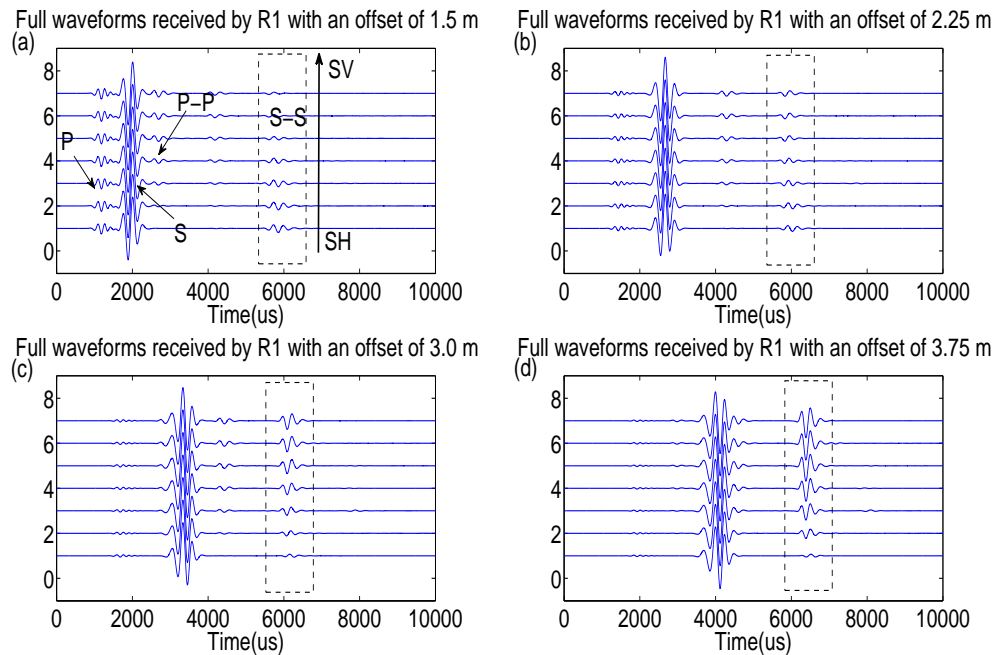 Full waveforms received by R1 with an offset of 1.5 m
(a)
8
6
4
2
0
P
P−P
S
S−S
SV
SH
0 2000 4000 6000 8000 10000
Time(us)
Full waveforms received by R1 with an offset of 2.25 m
(b)
8
6
4
2
0
0 2000 4000 6000 8000 10000
Time(us)
Full waveforms received by R1 with an offset of 3.0 m
(c)
8
6
4
2
0
0 2000 4000 6000 8000 10000
Time(us)
Full waveforms received by R1 with an offset of 3.75 m
(d)
8
6
4
2
0
0 2000 4000 6000 8000 10000
Time(us)